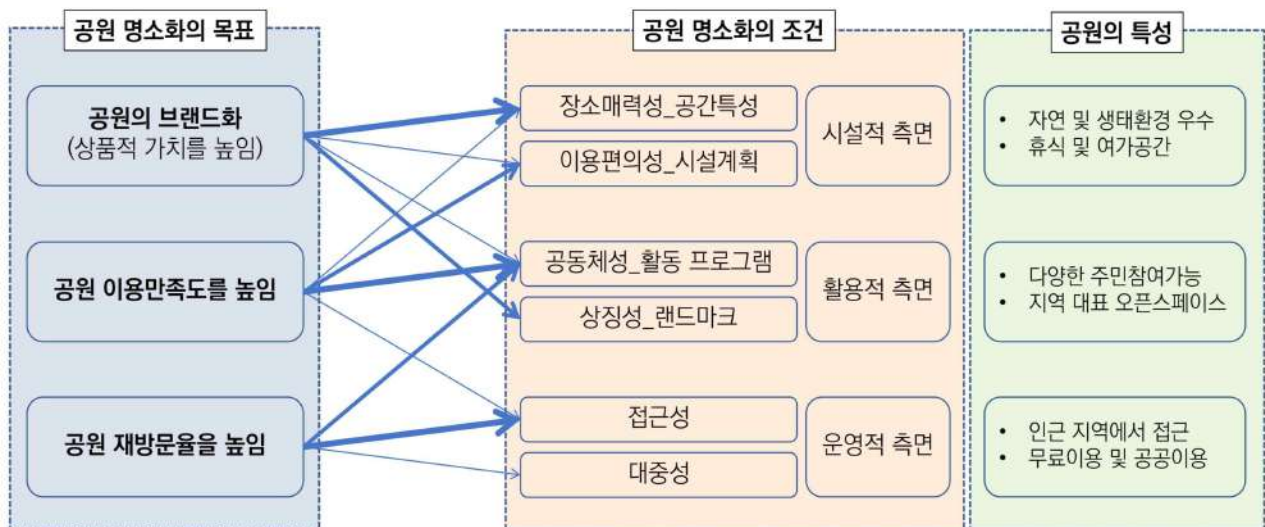 공원 명소화의 목표
공원의 브랜드화
(상품적 가치를 높임)
공원 이용만족도를 높임
공원 재방문율을 높임
공원 명소화의 조건
장소매력성_공간특성
이용편의성_시설계획
시설적 측면
공동체성_활동 프로그램
상징성_랜드마크
활용적 측면
접근성
대중성
운영적 측면
공원의 특성
• 자연 및 생태환경 우수
• 휴식 및 여가공간
• 다양한 주민참여가능
• 지역 대표 오픈스페이스
• 인근 지역에서 접근
• 무료이용 및 공공이용